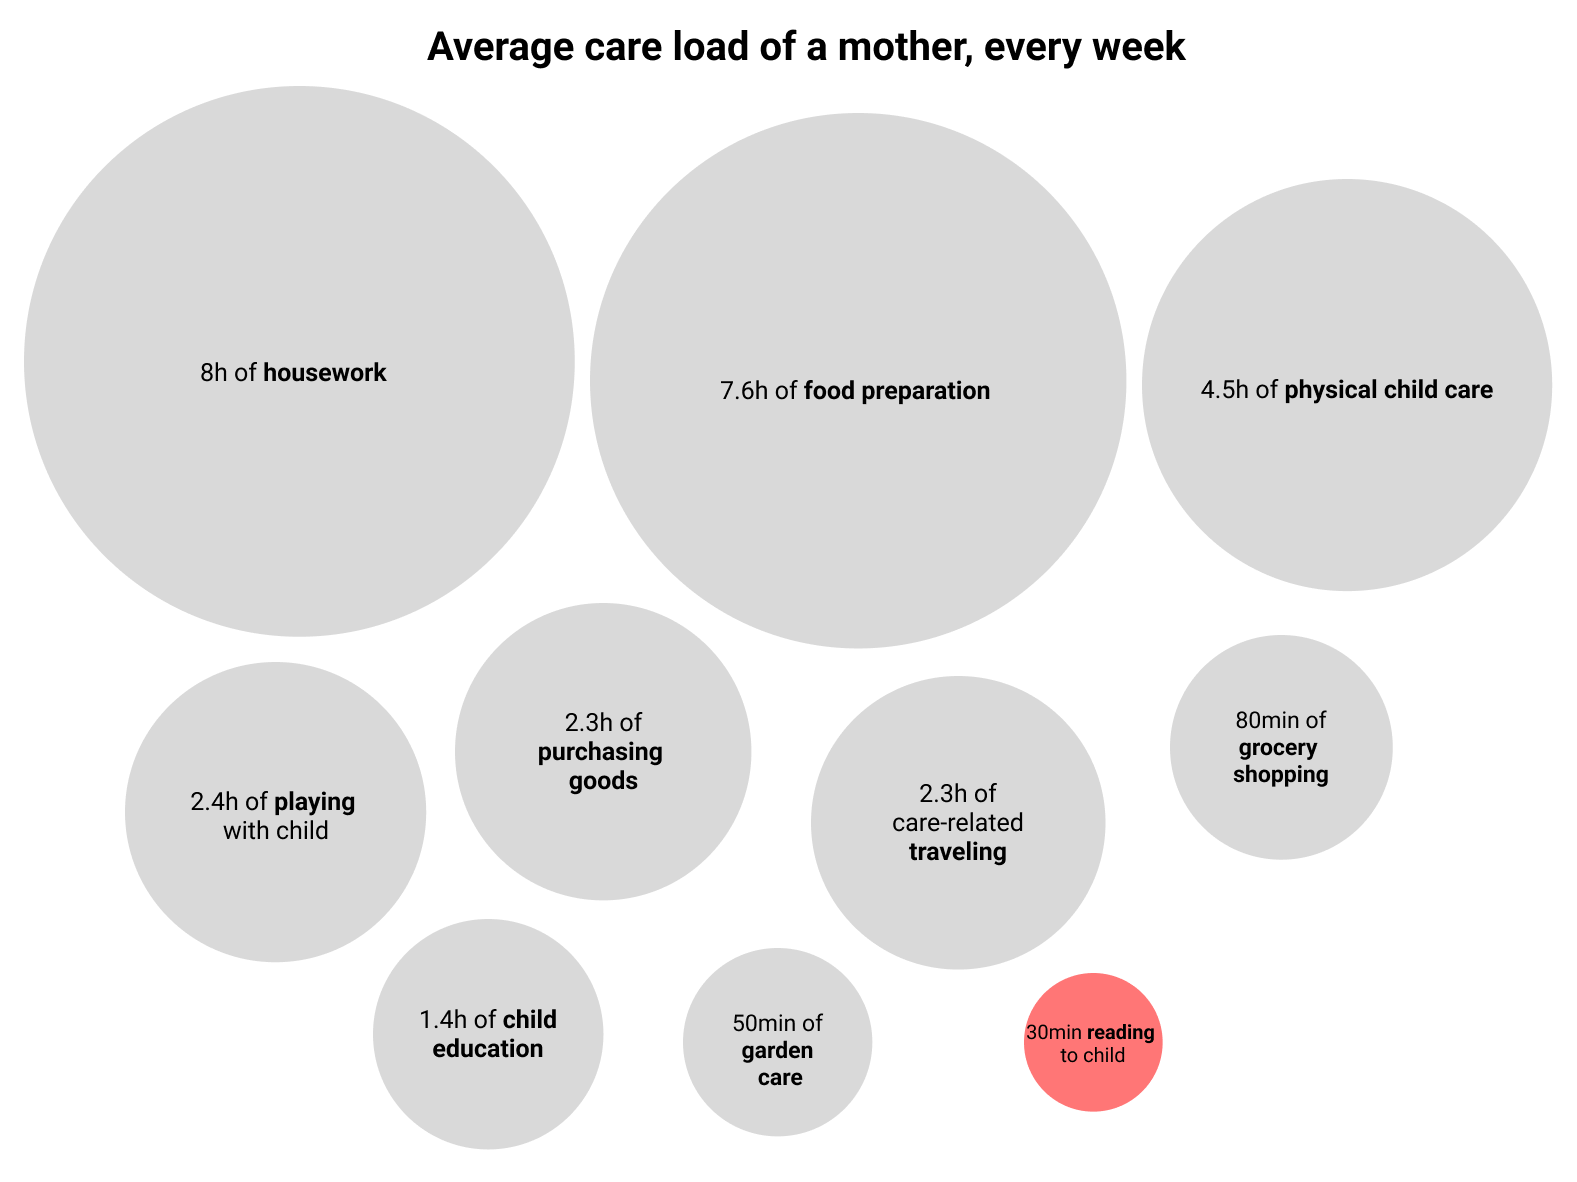 Average care load of a mother, every week
8h of housework
7.6h of food preparation
4.5h of physical child care
2.4h of playing
with child
2.3h of
purchasing
goods
2.3h of
care-related
traveling
80min of
grocery
shopping
1.4h of child
education
50min of
garden
care
30min reading
to child